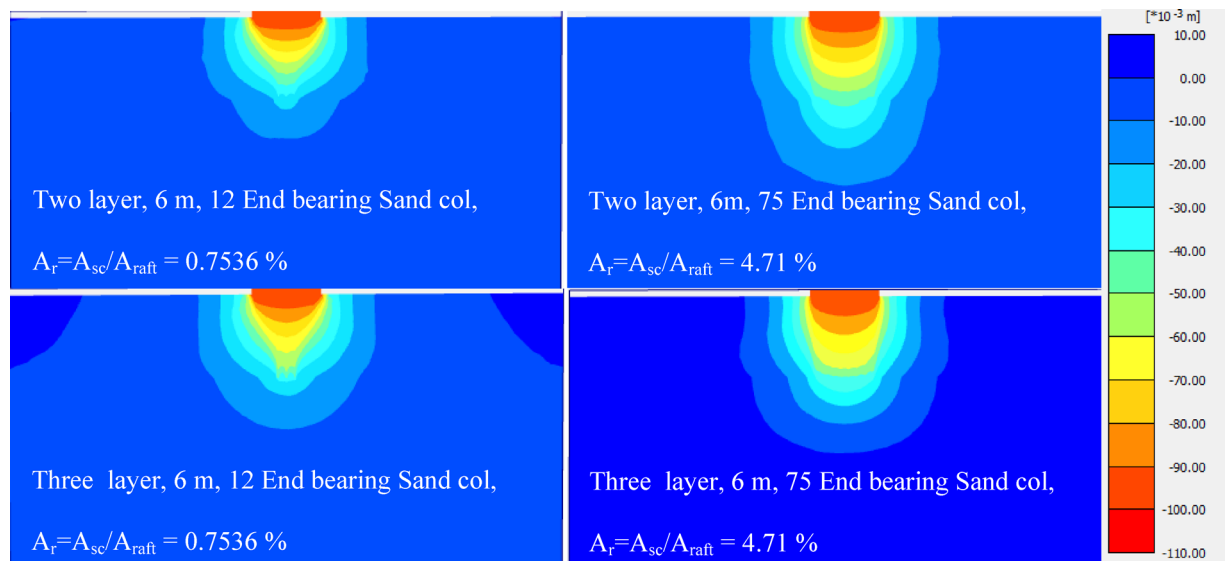 [*10 -3 m]
10.00
0.00
-10.00
-20.00
-30.00
-40.00
-50.00
-60.00
-70.00
-80.00
-90.00
-100.00
-110.00
Two layer, 6 m, 12 End bearing Sand col,
Ar=Asc/Araft = 0.7536 %
Two layer, 6m, 75 End bearing Sand col,
Ar=Asc/Araft = 4.71 %
Three layer, 6 m, 12 End bearing Sand col,
Ar=Asc/Araft = 0.7536 %
Three layer, 6 m, 75 End bearing Sand col,
Ar=Asc/Araft = 4.71 %